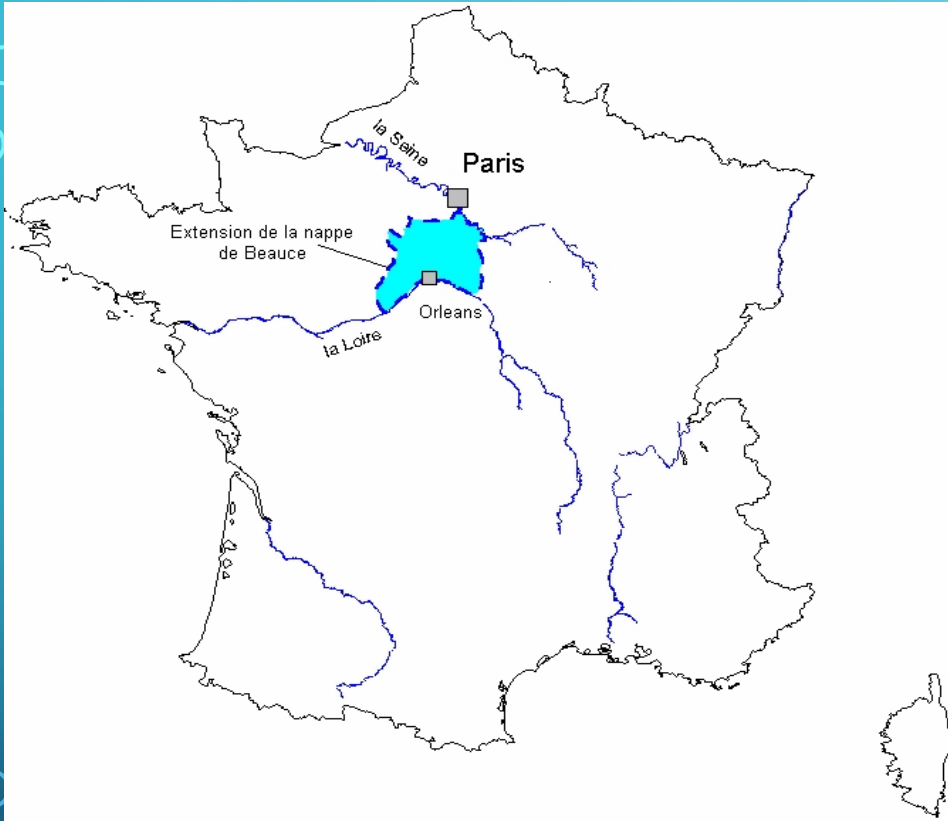 la Seine
Paris
Extension de la nappe
de Beauce
Orleans
la Loire